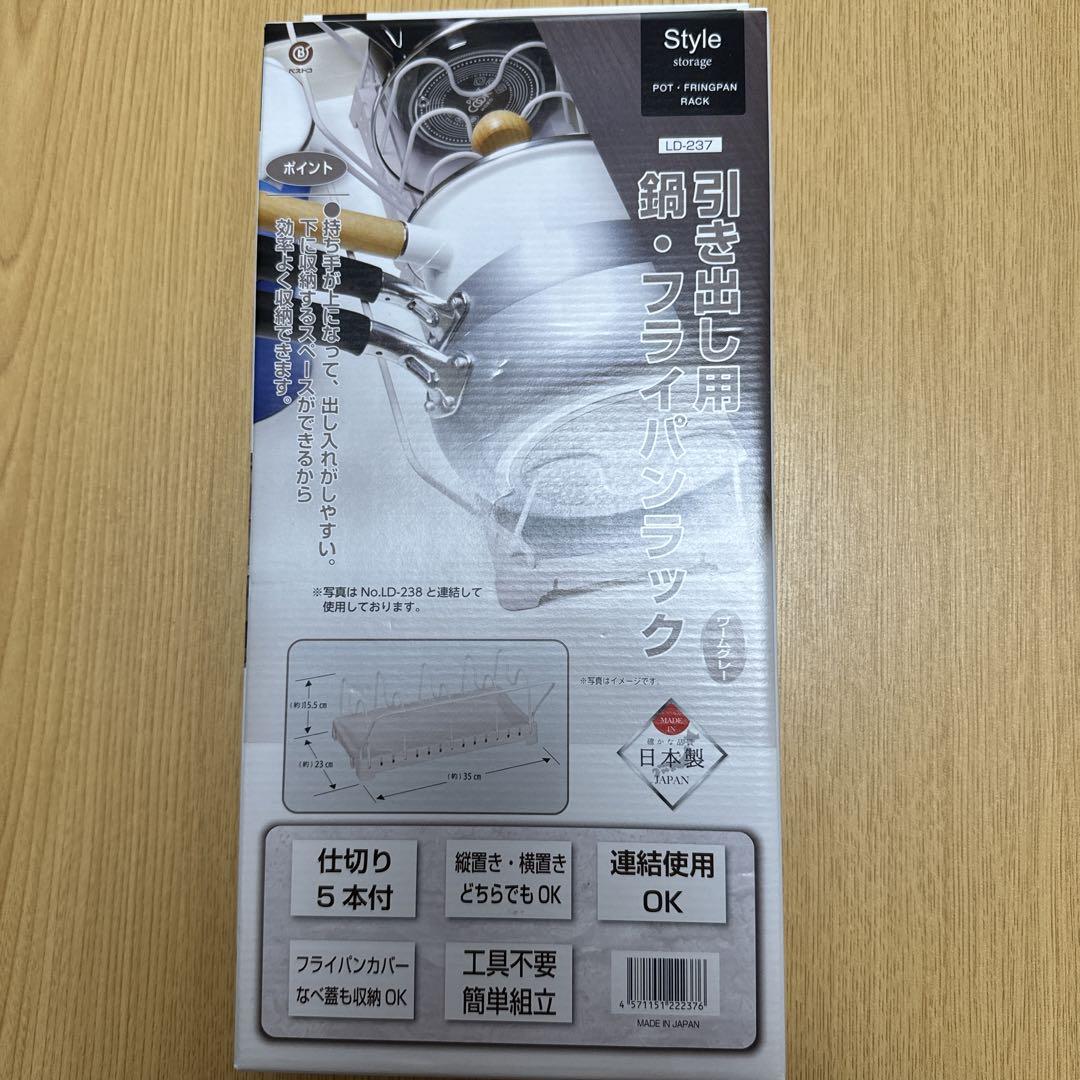 ベストコ
Style
storage
POT・FRINGPAN
RACK
LD-237
引き出し用
鍋・フライパンラック
ワームグレー
ポイント
●持ち手が上になって、出し入れがしやすい。
下に収納するスペースができるから
効率よく収納できます。
※写真は No.LD-238 と連結して
使用しております。
※写真はイメージです。
(約)15.5㎝
(約)23㎝
(約)35㎝
MADE
IN
確かな品質
日本製
JAPAN
仕切り
5本付
縦置き・横置き
どちらでもOK
連結使用
OK
フライパンカバー
なべ蓋も収納OK
工具不要
簡単組立
4 571151 222376
MADE IN JAPAN